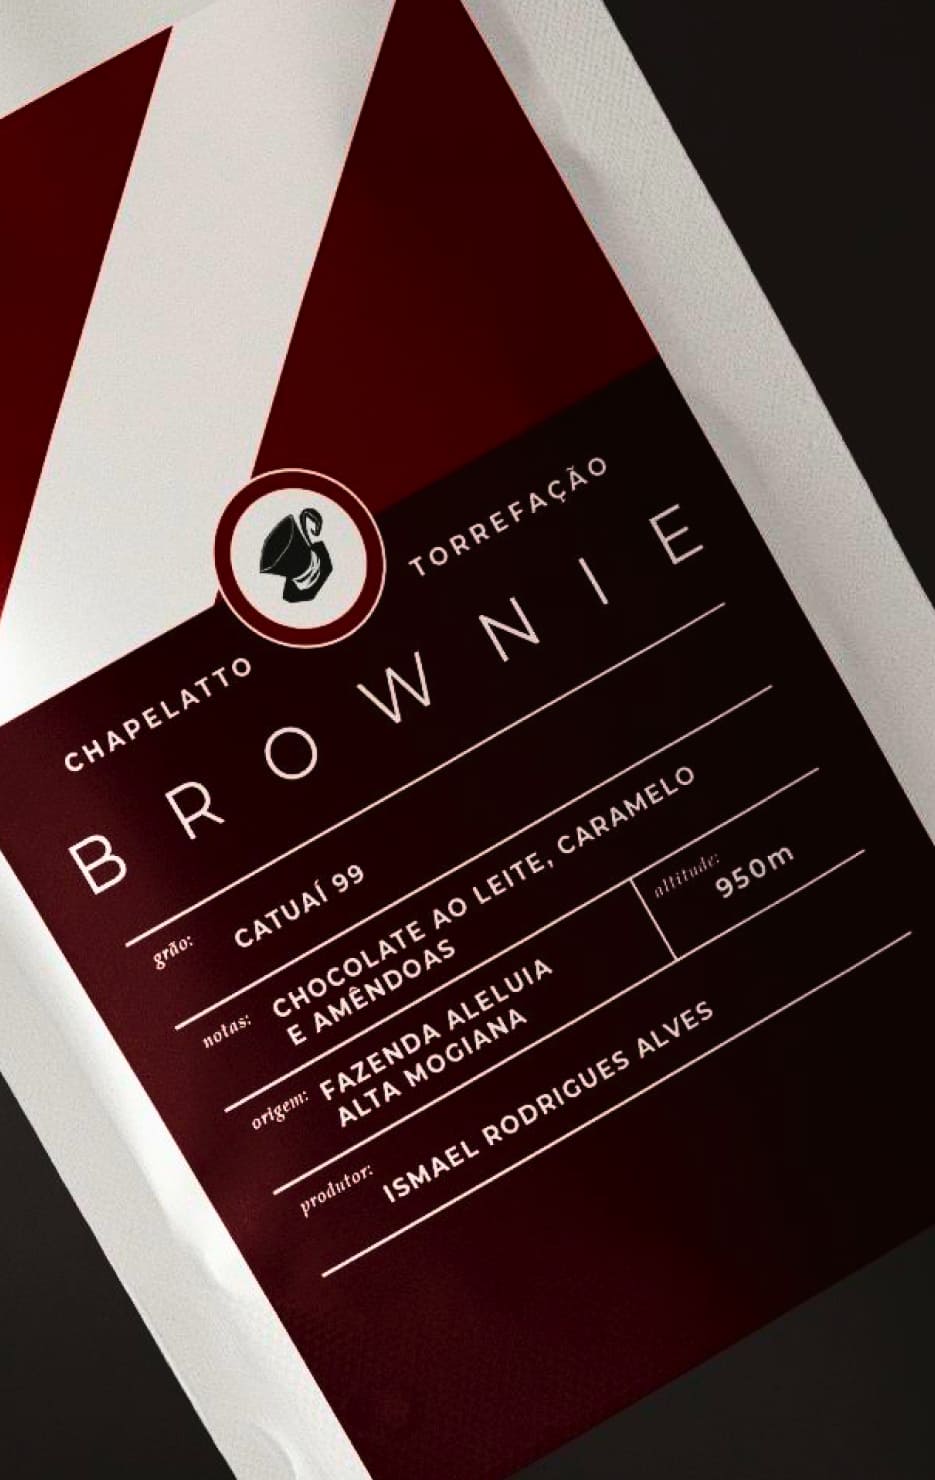 CHAPELATTO TORREFAÇÃO
BROWNIE
grão: CATUAÍ 99
notas: CHOCOLATE AO LEITE, CARAMELO
E AMÊNDOAS
origem: FAZENDA ALELUIA
ALTA MOGIANA
altitude: 950m
produtor: ISMAEL RODRIGUES ALVES